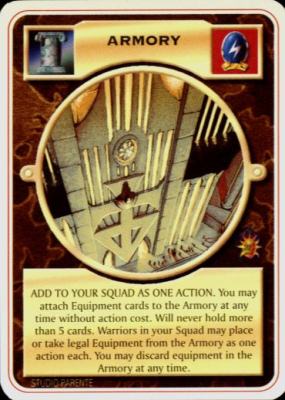 ARMORY
ADD TO YOUR SQUAD AS ONE ACTION. You may
attach Equipment cards to the Armory at any
time without action cost. Will never hold more
than 5 cards. Warriors in your Squad may place
or take legal Equipment from the Armory as one
action each. You may discard equipment in the
Armory at any time.
STUDIO PARENTE